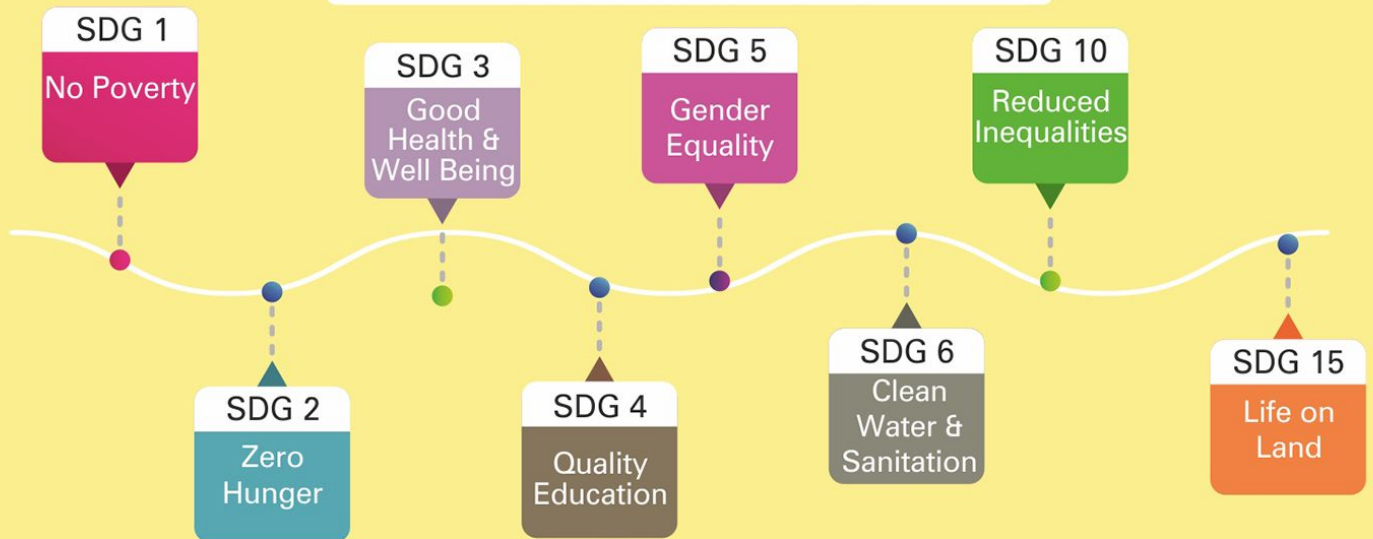 SDG 1
No Poverty
SDG 2
Zero
Hunger
SDG 3
Good
Health &
Well Being
SDG 4
Quality
Education
SDG 5
Gender
Equality
SDG 6
Clean
Water &
Sanitation
SDG 10
Reduced
Inequalities
SDG 15
Life on
Land